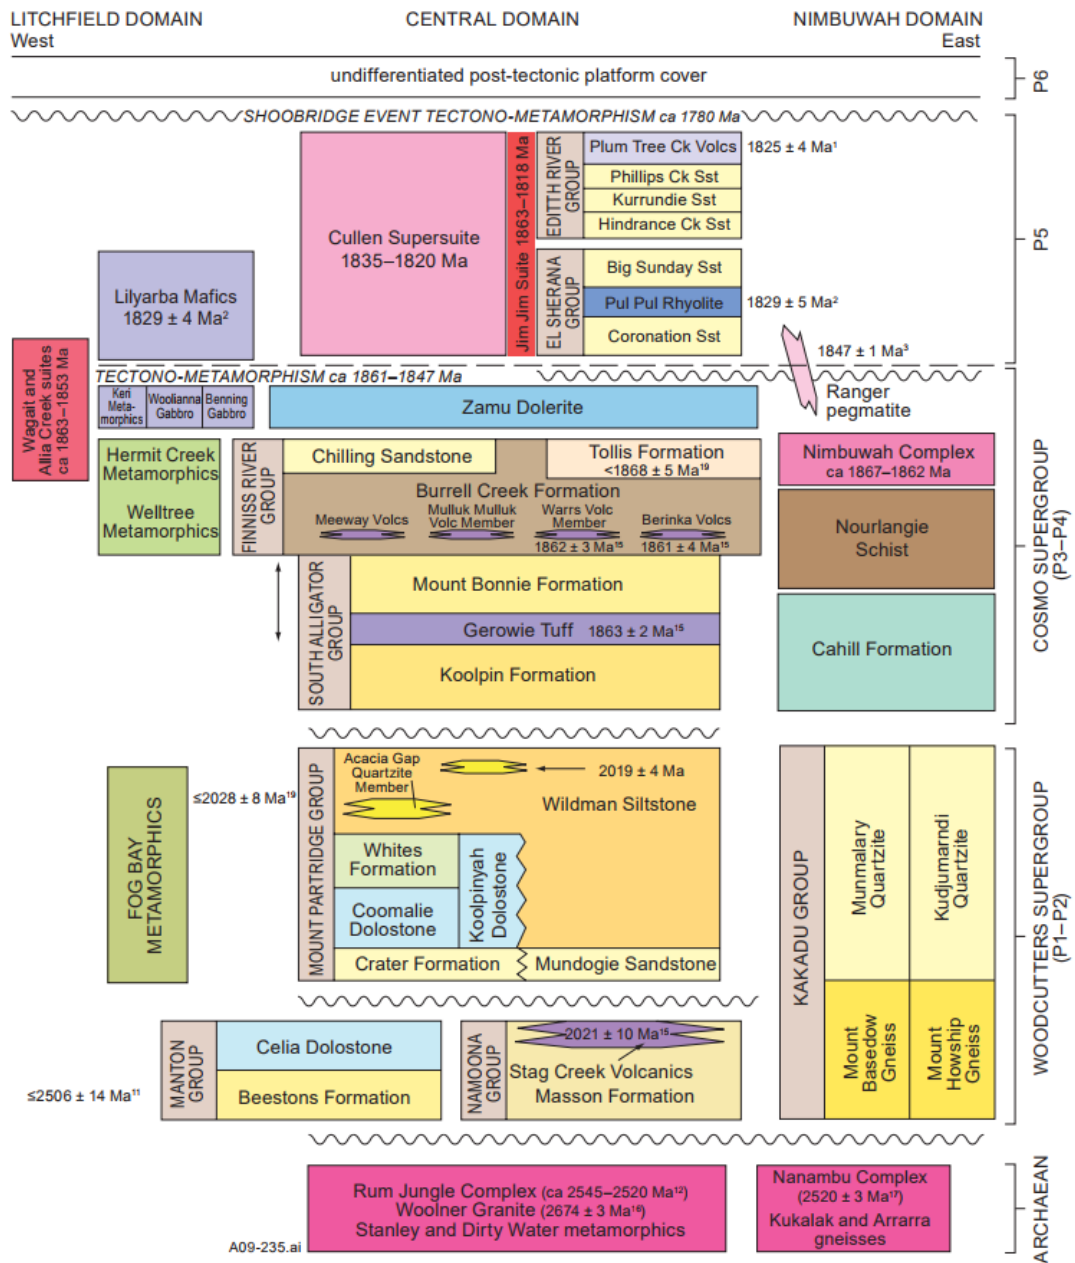 LITCHFIELD DOMAIN
West
CENTRAL DOMAIN
NIMBUWAH DOMAIN
East
undifferentiated post-tectonic platform cover
P6
SHOOBRIDGE EVENT TECTONO-METAMORPHISM ca 1780 Ma
Cullen Supersuite
1835–1820 Ma
Jim Jim Suite 1863–1818 Ma
EDITTH RIVER
GROUP
Plum Tree Ck Volcs
1825 ± 4 Ma¹
Phillips Ck Sst
Kurrundie Sst
Hindrance Ck Sst
EL SHERANA
GROUP
Big Sunday Sst
Pul Pul Rhyolite
1829 ± 5 Ma²
Coronation Sst
P5
Lilyarba Mafics
1829 ± 4 Ma²
Wagait and
Allia Creek suites
ca 1863–1853 Ma
1847 ± 1 Ma³
Ranger
pegmatite
TECTONO-METAMORPHISM ca 1861–1847 Ma
Keri
Meta-
morphics
Woolianna
Gabbro
Benning
Gabbro
Zamu Dolerite
Hermit Creek
Metamorphics
Welltree
Metamorphics
FINNISS RIVER
GROUP
Chilling Sandstone
Tollis Formation
<1868 ± 5 Ma¹⁹
Burrell Creek Formation
Meeway Volcs
Mulluk Mulluk
Volc Member
Warrs Volc
Member
1862 ± 3 Ma¹⁵
Berinka Volcs
1861 ± 4 Ma¹⁵
Nimbuwah Complex
ca 1867–1862 Ma
Nourlangie
Schist
Cahill Formation
COSMO SUPERGROUP
(P3–P4)
SOUTH ALLIGATOR
GROUP
Mount Bonnie Formation
Gerowie Tuff 1863 ± 2 Ma¹⁵
Koolpin Formation
FOG BAY
METAMORPHICS
≤2028 ± 8 Ma¹⁹
MOUNT PARTRIDGE GROUP
Acacia Gap
Quartzite
Member
2019 ± 4 Ma
Wildman Siltstone
Whites
Formation
Coomalie
Dolostone
Koolpinyah
Dolostone
Crater Formation
Mundogie Sandstone
KAKADU GROUP
Munmalary
Quartzite
Kudjumarndi
Quartzite
Mount
Basedow
Gneiss
Mount
Howship
Gneiss
WOODCUTTERS SUPERGROUP
(P1–P2)
≤2506 ± 14 Ma¹¹
MANTON
GROUP
Celia Dolostone
Beestons Formation
NAMOONA
GROUP
2021 ± 10 Ma¹⁵
Stag Creek Volcanics
Masson Formation
Rum Jungle Complex (ca 2545–2520 Ma¹²)
Woolner Granite (2674 ± 3 Ma¹⁶)
Stanley and Dirty Water metamorphics
Nanambu Complex
(2520 ± 3 Ma¹⁷)
Kukalak and Arrarra
gneisses
ARCHAEAN
A09-235.ai